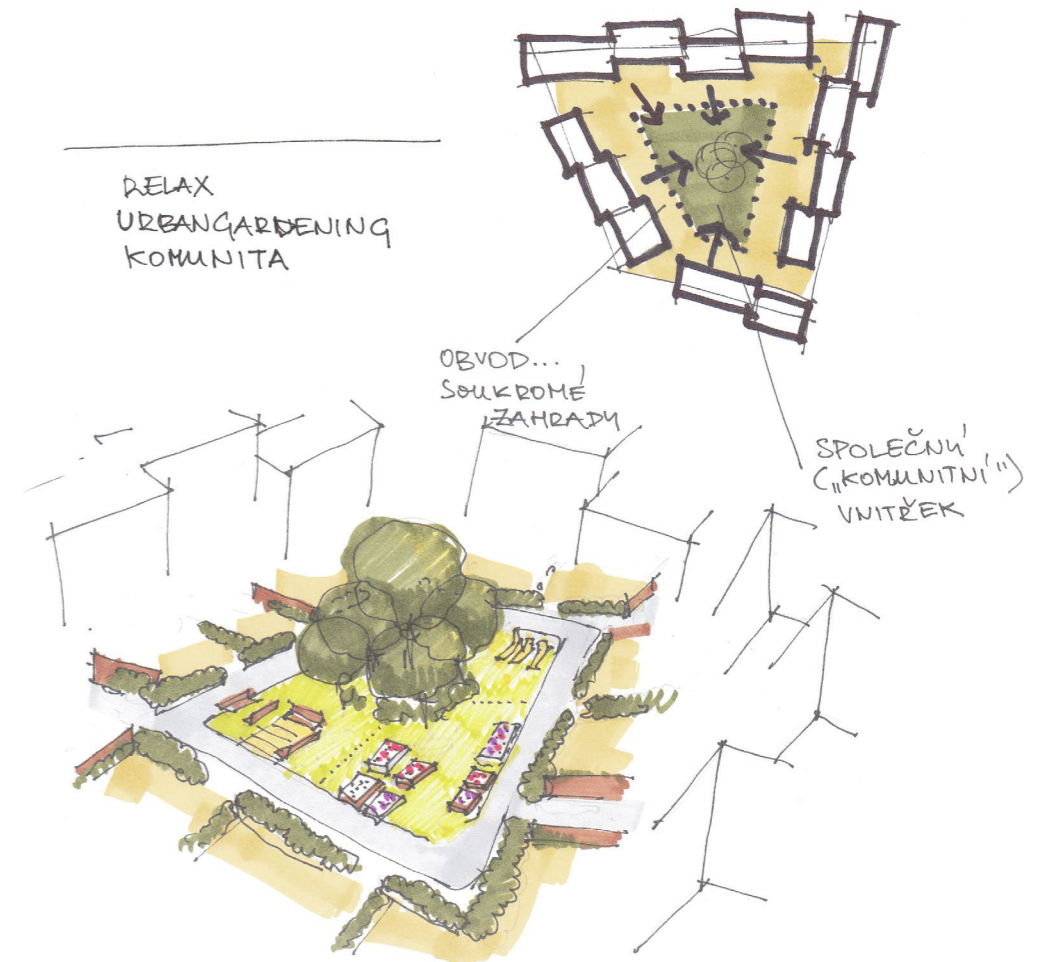 RELAX
URBANGARDENING
KOMUNITA
OBVOD...
SOUKROMÉ
ZAHRADY
SPOLEČNÝ
(„KOMUNITNÍ")
VNITŘEK